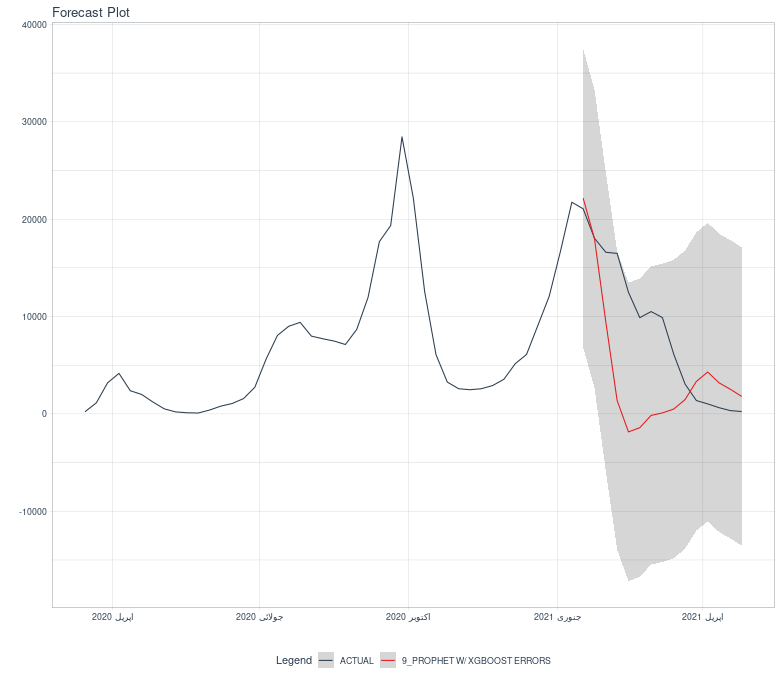 Forecast Plot
40000
30000
20000
10000
0
-10000
اپریل 2020
جولائی 2020
اکتوبر 2020
جنوری 2021
اپریل 2021
Legend ACTUAL 9_PROPHET W/ XGBOOST ERRORS